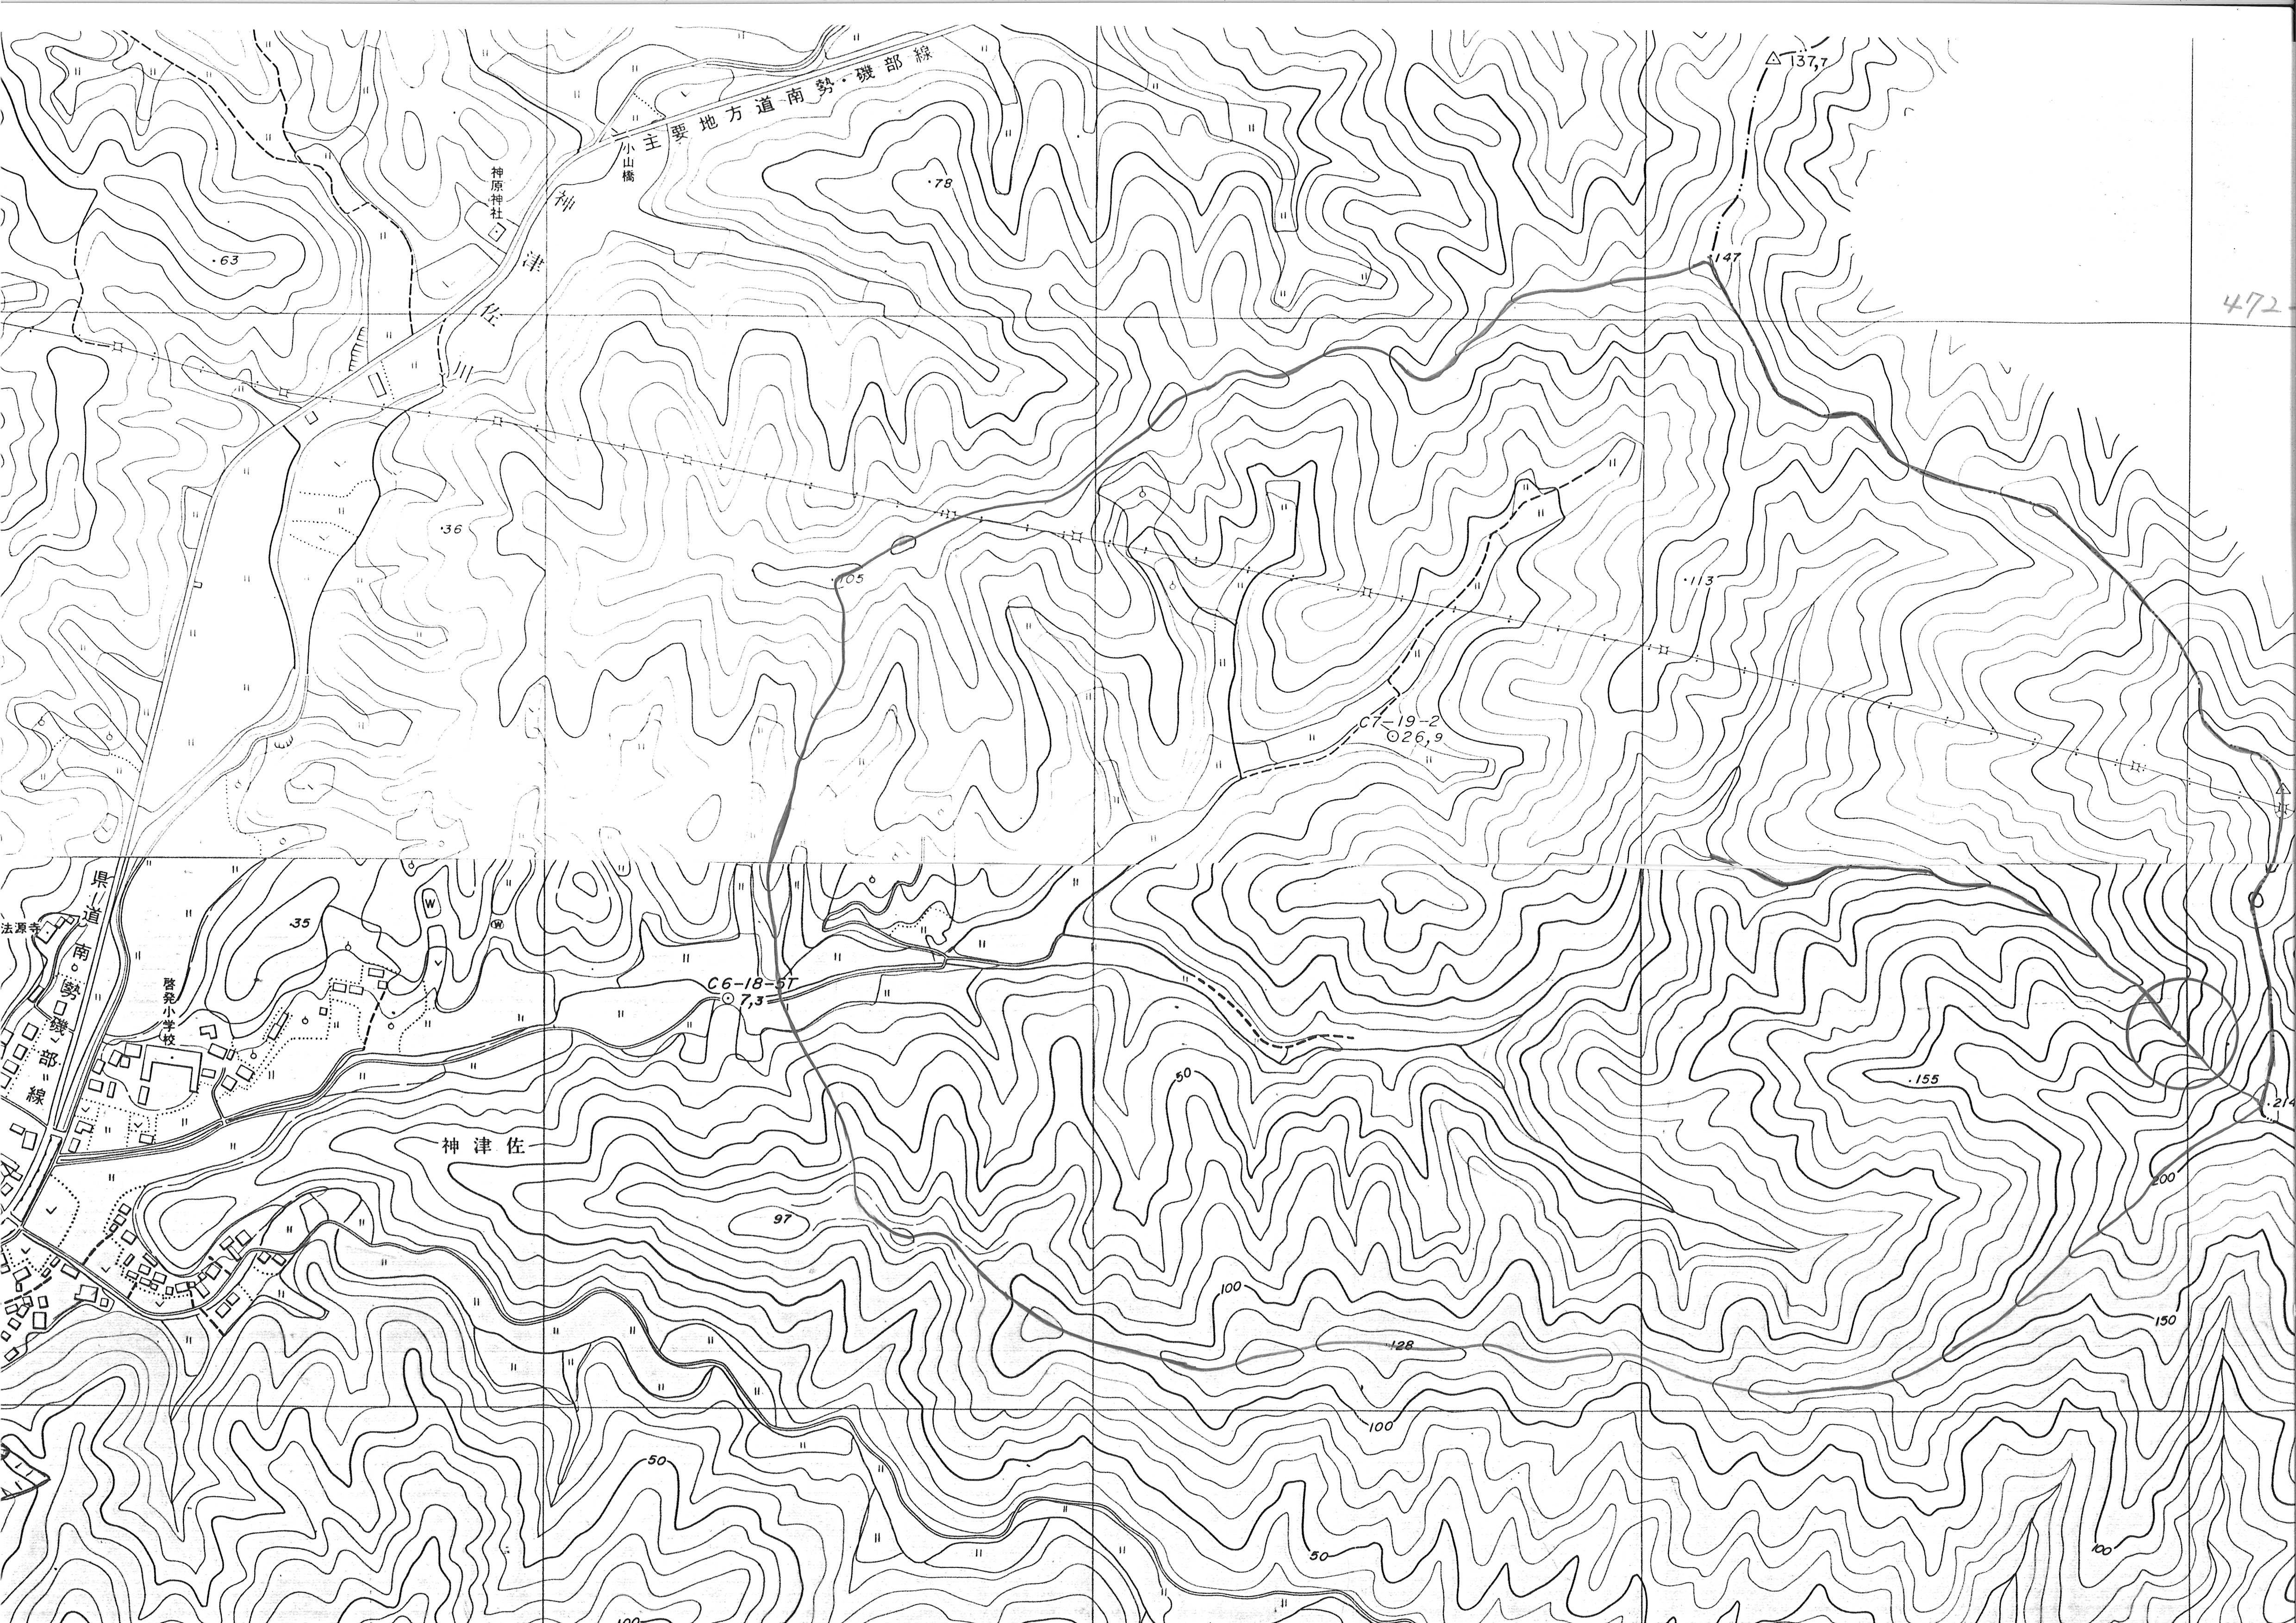 137,7
主要地方道南勢・磯部線
小山橋
神原神社
・78
神津佐川
・63
・147
472
・36
・105
・113
C7-19-2
26,9
県道南勢磯部線
法源寺
・35
啓発小学校
W
W
C6-18-5T
7,3
50
・155
・214
神津佐
200
97
100
・128
150
100
50
50
100
100